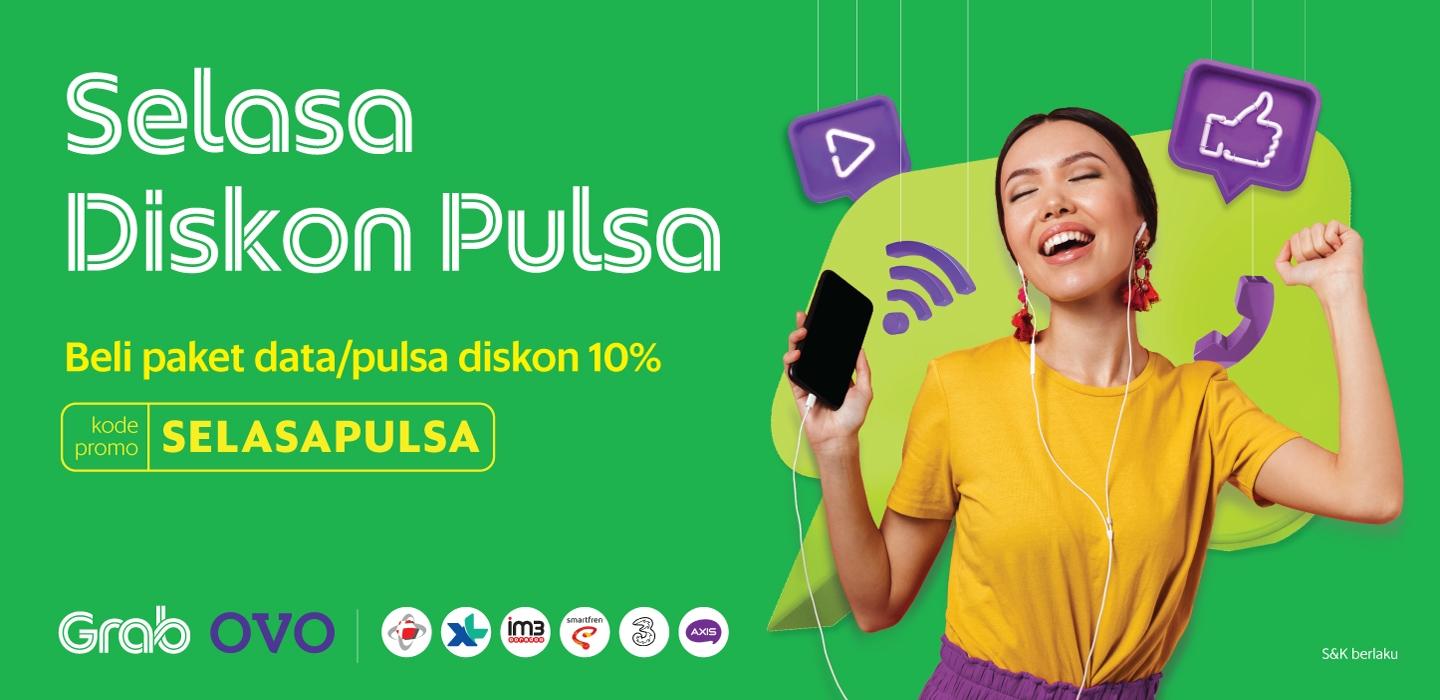 Selasa
Diskon Pulsa
Beli paket data/pulsa diskon 10%
kode
promo
SELASAPULSA
Grab OVO
XL
im3
ooredoo
smartfren
3
AXIS
S&K berlaku